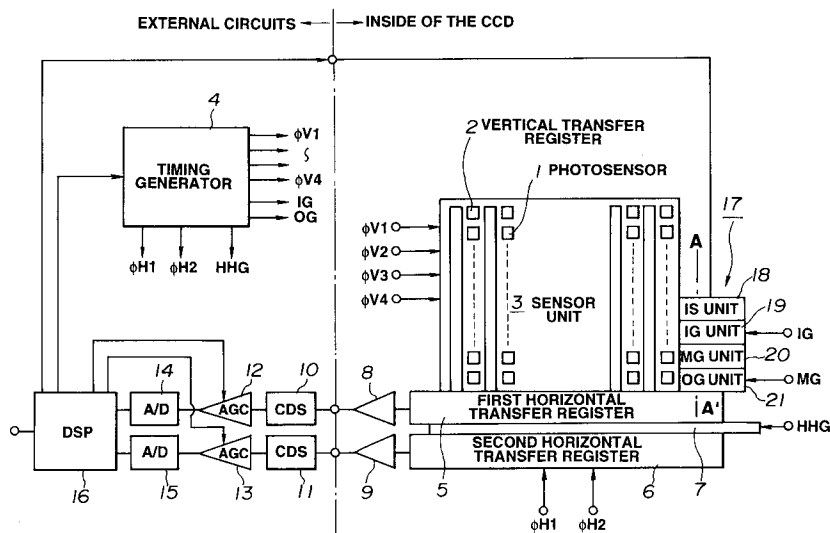 EXTERNAL CIRCUITS
INSIDE OF THE CCD
4
TIMING
GENERATOR
φV1
φV4
IG
OG
φH1
φH2
HHG
2 VERTICAL TRANSFER
REGISTER
1 PHOTOSENSOR
φV1
φV2
φV3
φV4
3 SENSOR
UNIT
17
A
18
IS UNIT
19
IG UNIT
IG
MG UNIT
20
OG UNIT
MG
21
A'
FIRST HORIZONTAL
TRANSFER REGISTER
HHG
SECOND HORIZONTAL
TRANSFER REGISTER
5
6
7
φH1
φH2
8
9
10
CDS
CDS
11
12
AGC
AGC
13
14
A/D
A/D
15
DSP
16